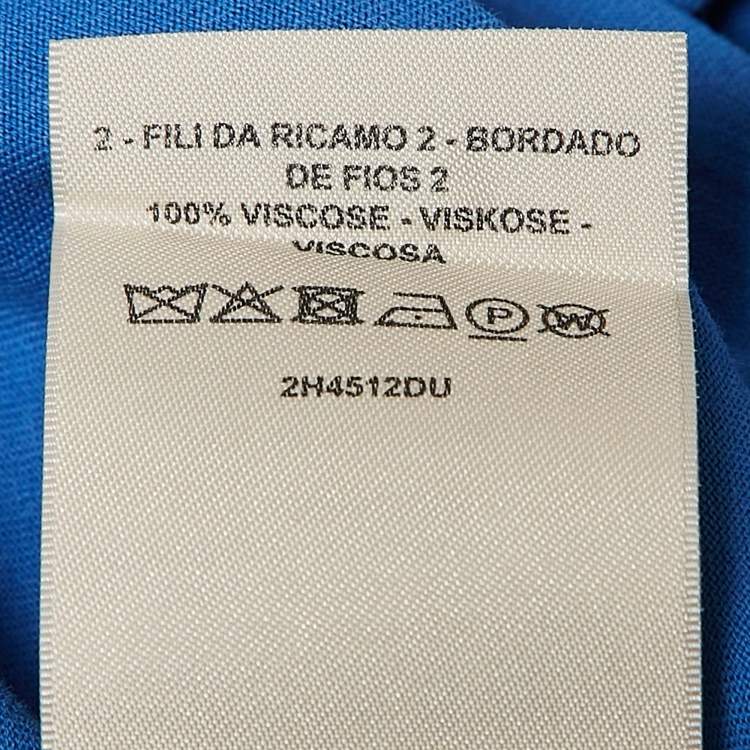 2 - FILI DA RICAMO 2 - BORDADO
DE FIOS 2
100% VISCOSE - VISKOSE -
VISCOSA
P W
2H4512DU